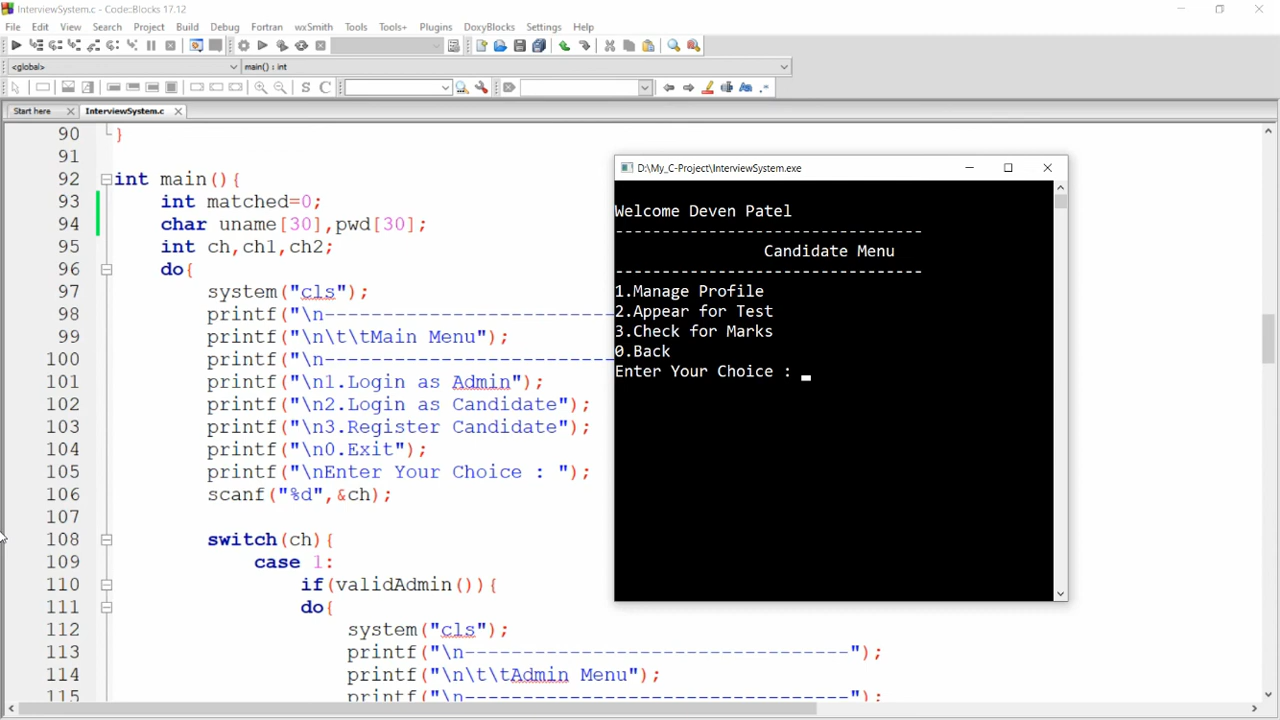 InterviewSystem.c - Code::Blocks 17.12
File Edit View Search Project Build Debug Fortran wxSmith Tools Tools+ Plugins DoxyBlocks Settings Help
<global> main() : int
S C
Start here InterviewSystem.c
90 }
91
92 int main(){
93 int matched=0;
94 char uname[30],pwd[30];
95 int ch,ch1,ch2;
96 do{
97 system("cls");
98 printf("\n-------------------------
99 printf("\n\t\tMain Menu");
100 printf("\n-------------------------
101 printf("\n1.Login as Admin");
102 printf("\n2.Login as Candidate");
103 printf("\n3.Register Candidate");
104 printf("\n0.Exit");
105 printf("\nEnter Your Choice : ");
106 scanf("%d",&ch);
107
108 switch(ch){
109 case 1:
110 if(validAdmin()){
111 do{
112 system("cls");
113 printf("\n---------------------------------");
114 printf("\n\t\tAdmin Menu");
115 printf("\n---------------------------------");
D:\My_C-Project\InterviewSystem.exe
Welcome Deven Patel
---------------------------------
Candidate Menu
---------------------------------
1.Manage Profile
2.Appear for Test
3.Check for Marks
0.Back
Enter Your Choice : _